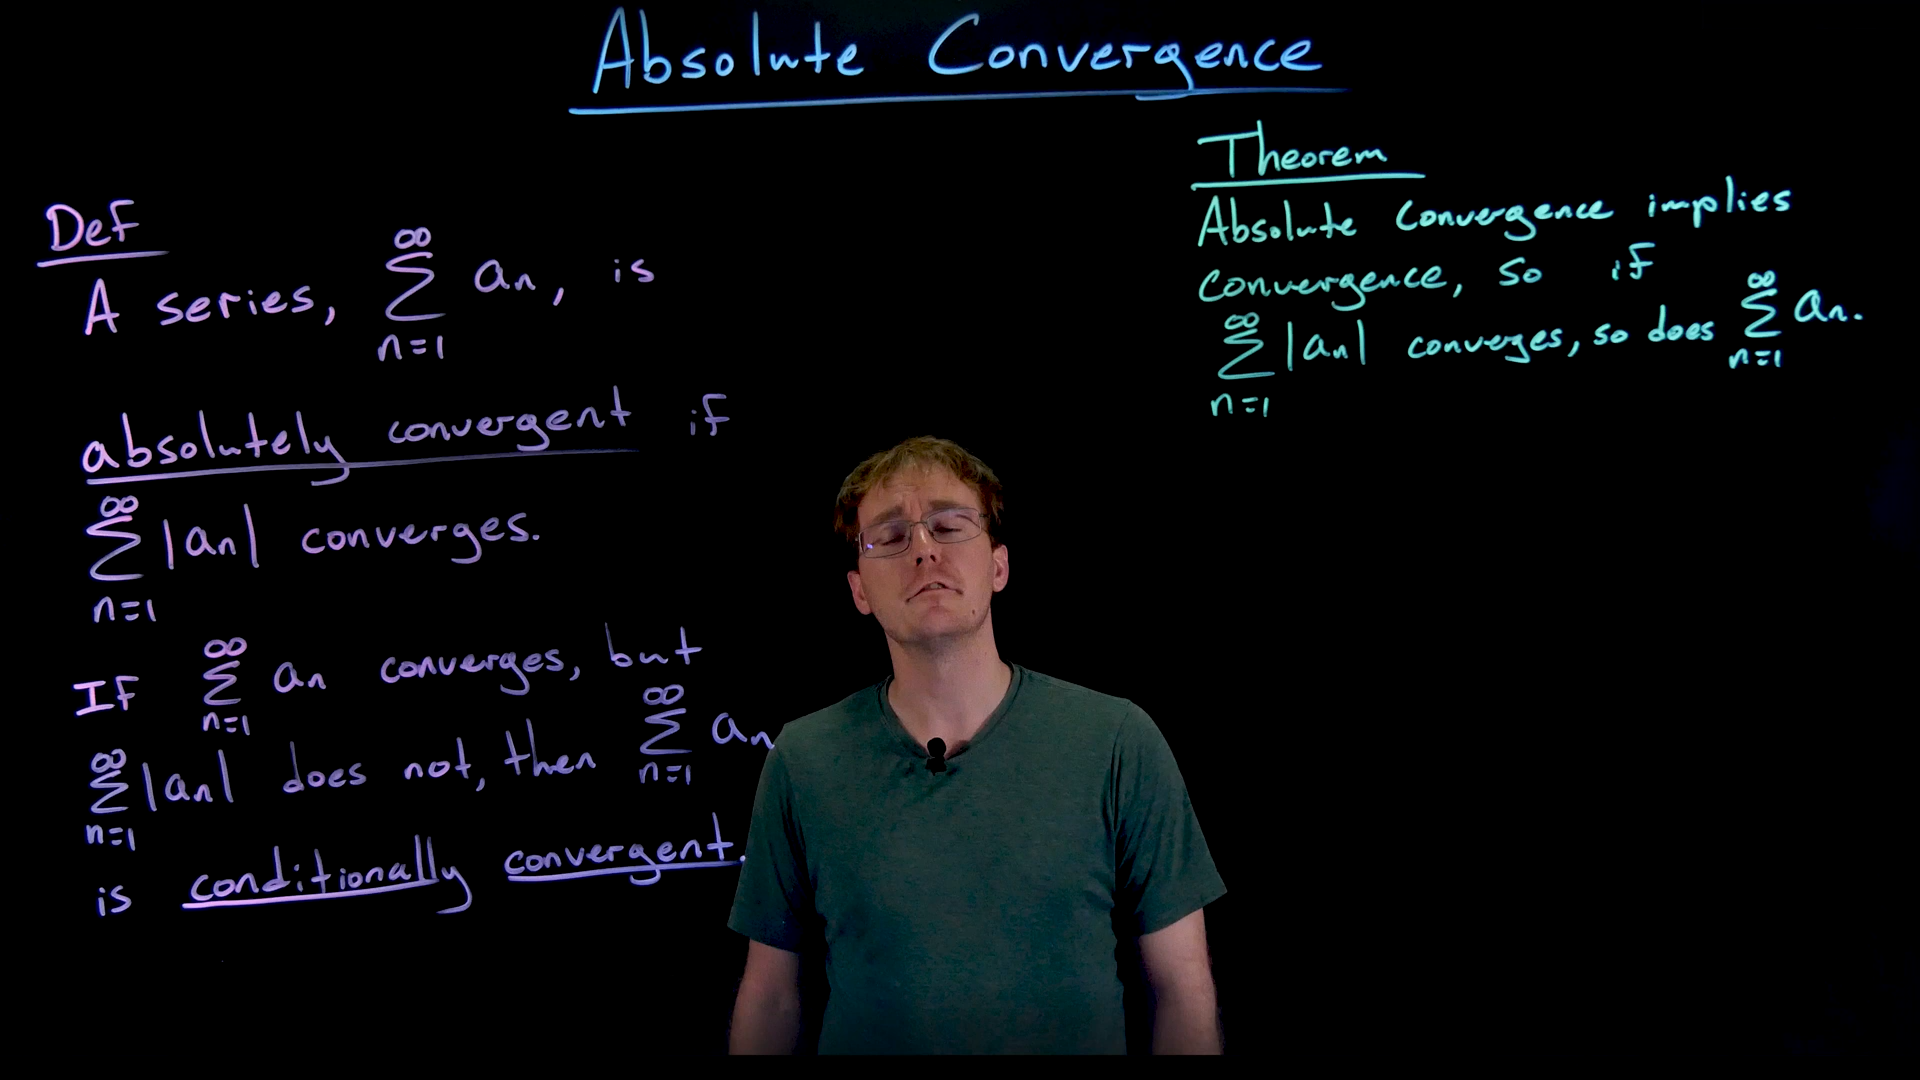 Absolute Convergence
Def
A series, ∞∑n=1 an, is
absolutely convergent if
∞∑n=1 |an| converges.
If ∞∑n=1 an converges, but
∞∑n=1 |an| does not, then ∞∑n=1 an
is conditionally convergent.
Theorem
Absolute Convergence implies
convergence, so if
∞∑n=1 |an| converges, so does ∞∑n=1 an.